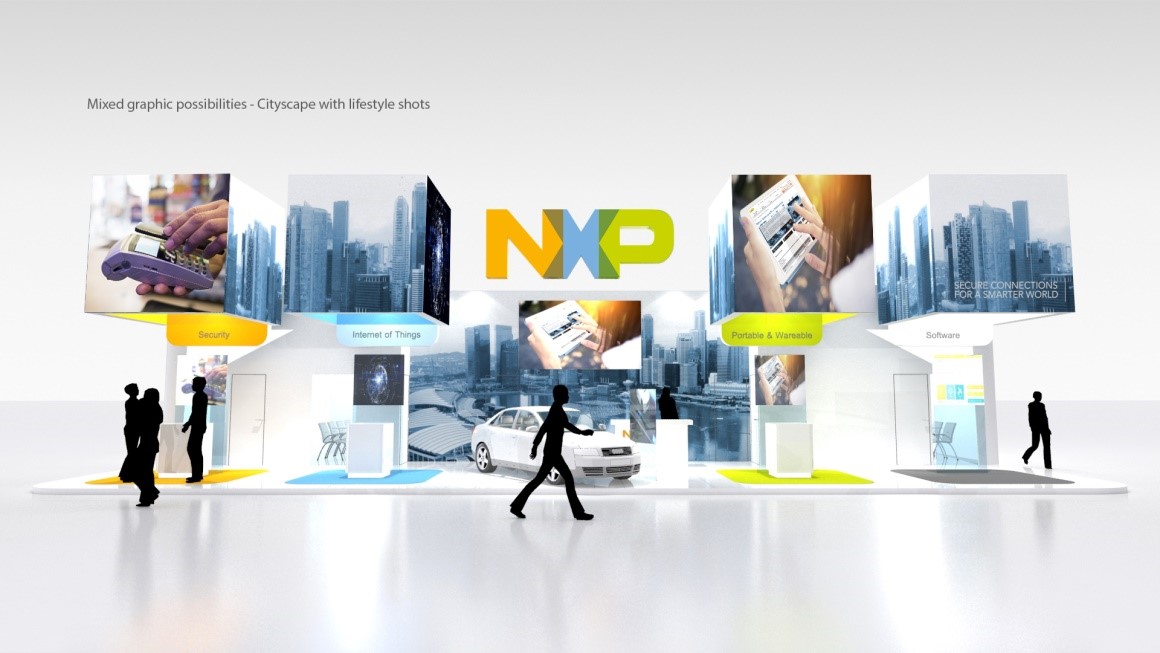 Mixed graphic possibilities - Cityscape with lifestyle shots
NXP
SECURE CONNECTIONS
FOR A SMARTER WORLD
Security
Internet of Things
Portable & Wareable
Software